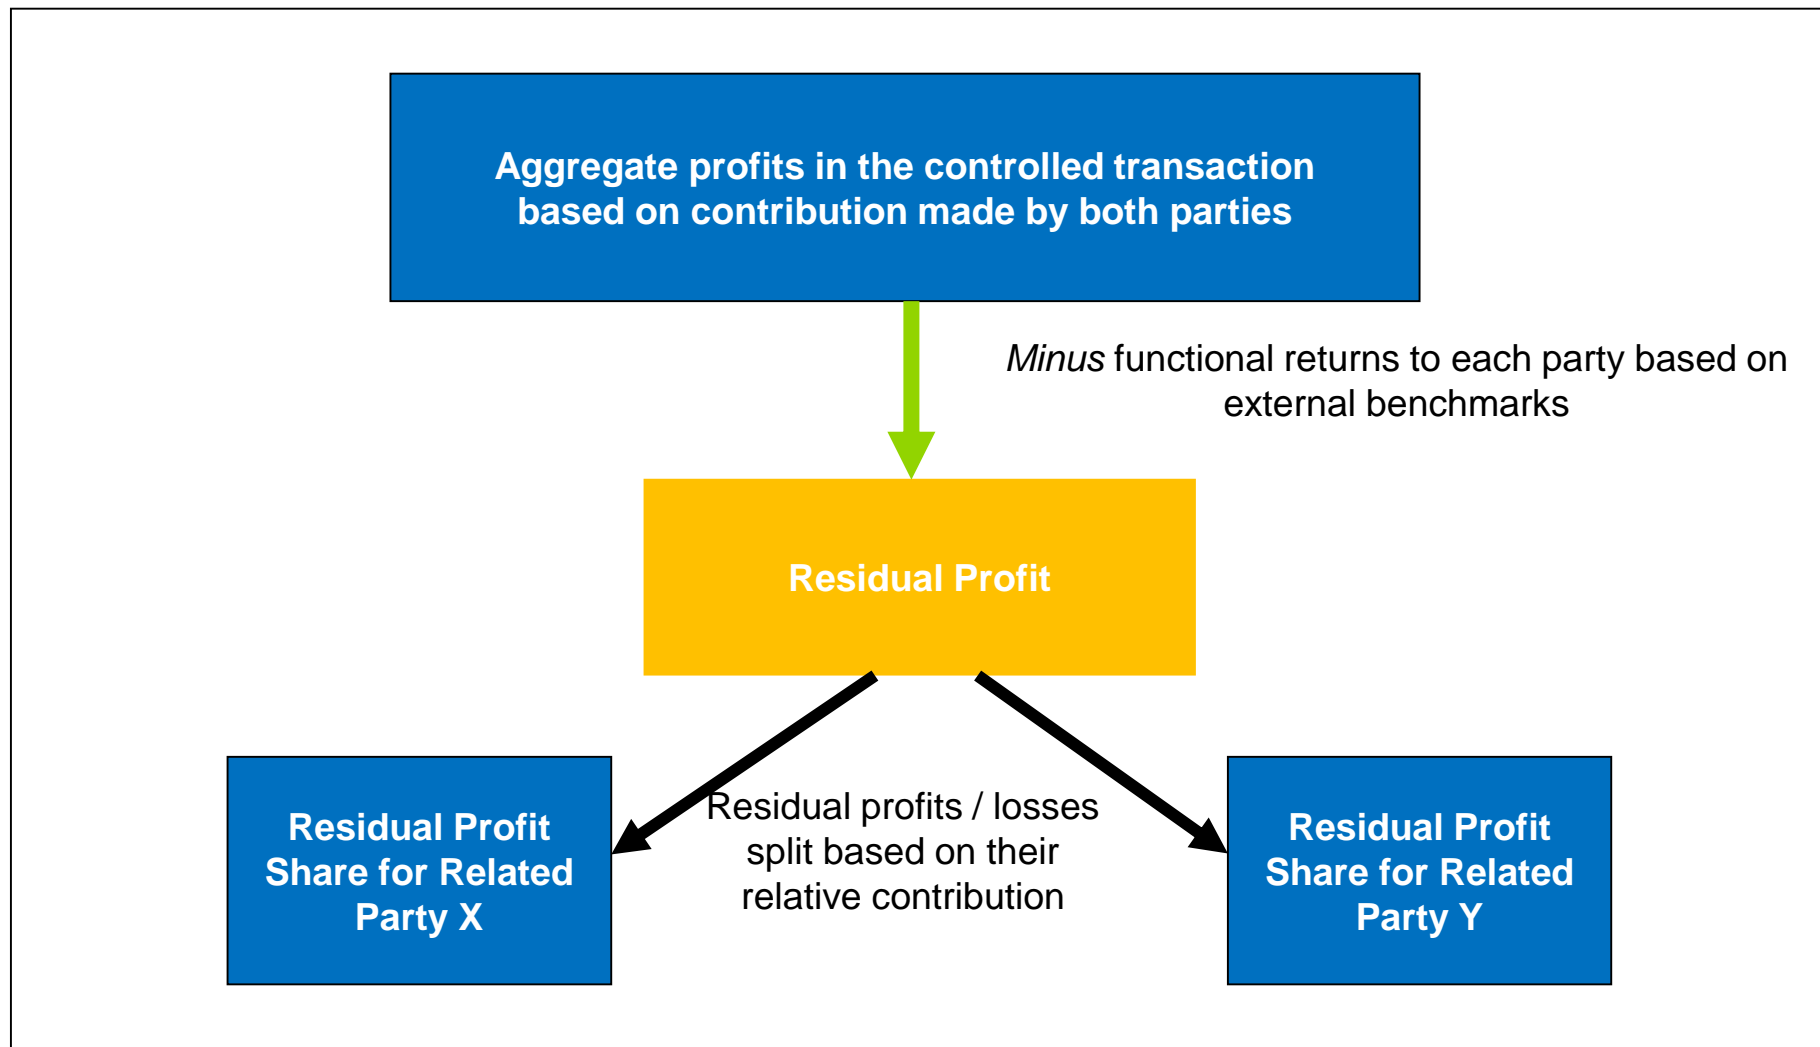 Aggregate profits in the controlled transaction
based on contribution made by both parties
Minus functional returns to each party based on
external benchmarks
Residual Profit
Residual Profit
Share for Related
Party X
Residual profits / losses
split based on their
relative contribution
Residual Profit
Share for Related
Party Y